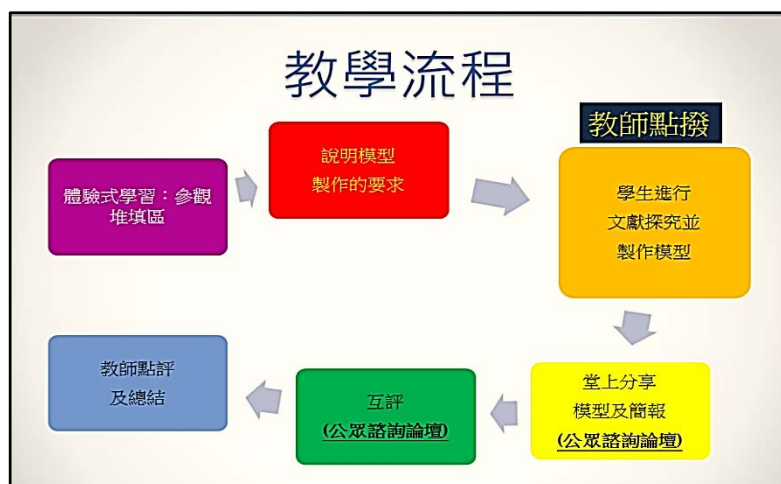 教學流程
體驗式學習：參觀
堆填區
說明模型
製作的要求
教師點撥
學生進行
文獻探究並
製作模型
堂上分享
模型及簡報
(公眾諮詢論壇)
互評
(公眾諮詢論壇)
教師點評
及總結